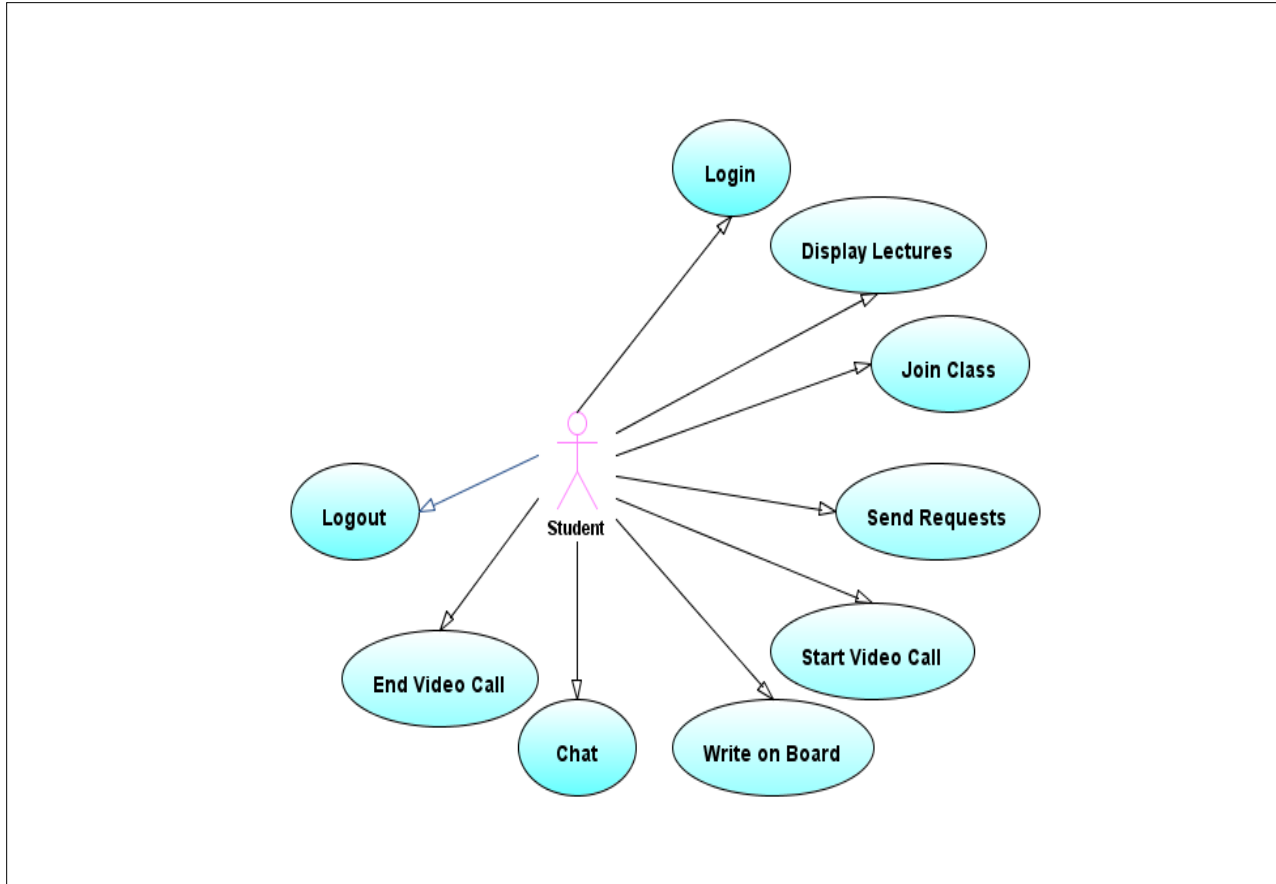 Login
Display Lectures
Join Class
Send Requests
Logout
Student
Start Video Call
End Video Call
Chat
Write on Board